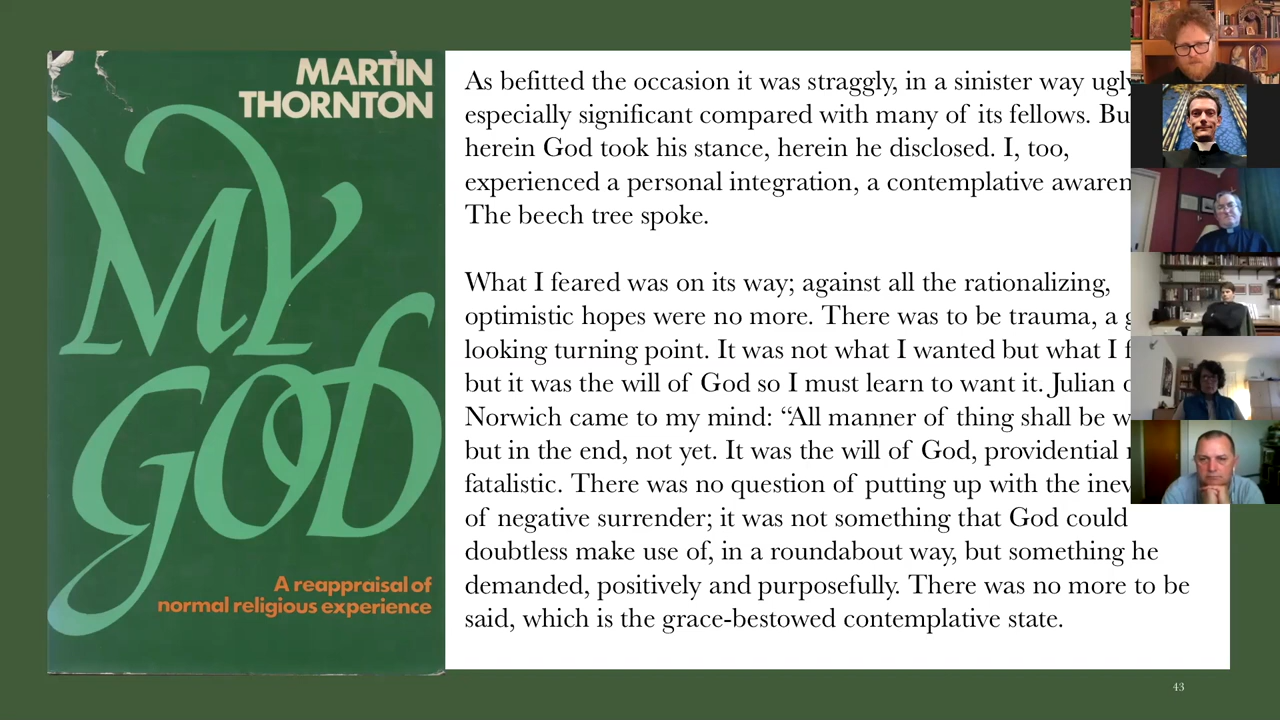 MARTIN
THORNTON
MY
GOD
A reappraisal of
normal religious experience
As befitted the occasion it was straggly, in a sinister way ugly
especially significant compared with many of its fellows.
herein God took his stance, herein he disclosed. I, too,
experienced a personal integration, a contemplative
The beech tree spoke.
What I feared was on its way; against all the rationalizing,
optimistic hopes were no more. There was to be trauma, a
looking turning point. It was not what I wanted but what I
but it was the will of God so I must learn to want it. Julian
Norwich came to my mind: “All manner of thing shall be
but in the end, not yet. It was the will of God, providential
fatalistic. There was no question of putting up with the
of negative surrender; it was not something that God could
doubtless make use of, in a roundabout way, but something he
demanded, positively and purposefully. There was no more to be
said, which is the grace-bestowed contemplative state.
43